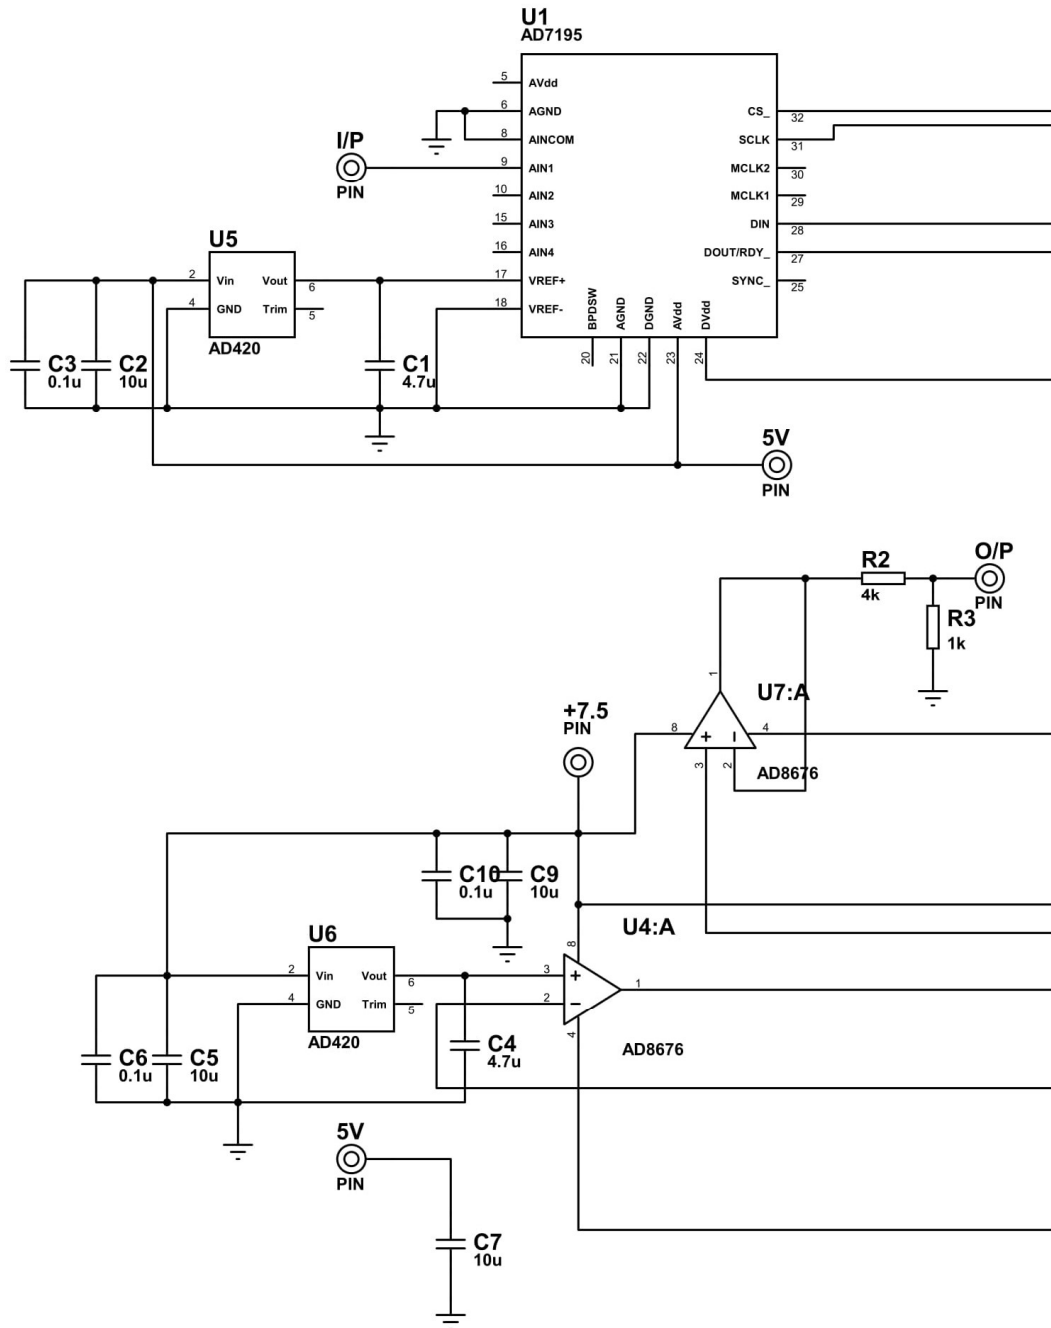 U1
AD7195
5 AVdd
6 AGND CS_ 32
8 AINCOM SCLK 31
I/P
PIN
9 AIN1 MCLK2 30
10 AIN2 MCLK1 29
15 AIN3 DIN 28
16 AIN4 DOUT/RDY_ 27
17 VREF+ SYNC_ 25
18 VREF-
BPDSW AGND DGND AVdd DVdd
20 21 22 23 24
U5
2 Vin Vout 6
4 GND Trim 5
AD420
C3
0.1u
C2
10u
C1
4.7u
5V
PIN
O/P
PIN
R2
4k
R3
1k
1
U7:A
8 + − 4
3 2
AD8676
+7.5
PIN
C10
0.1u
C9
10u
U4:A
8
3 +
2 −
1
4
AD8676
U6
2 Vin Vout 6
4 GND Trim 5
AD420
C6
0.1u
C5
10u
C4
4.7u
5V
PIN
C7
10u